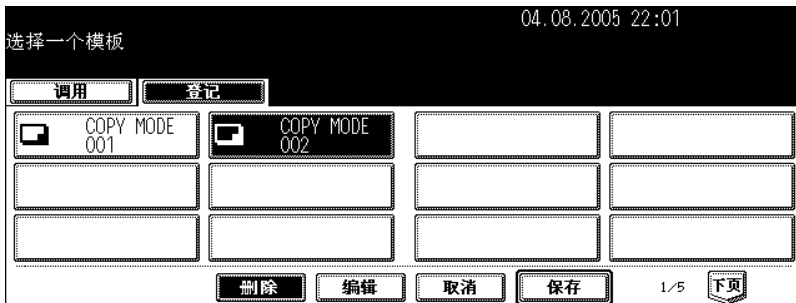 04.08.2005 22:01
选择一个模板
调用 登记
COPY MODE 001 COPY MODE 002
删除 编辑 取消 保存 1/5 下页